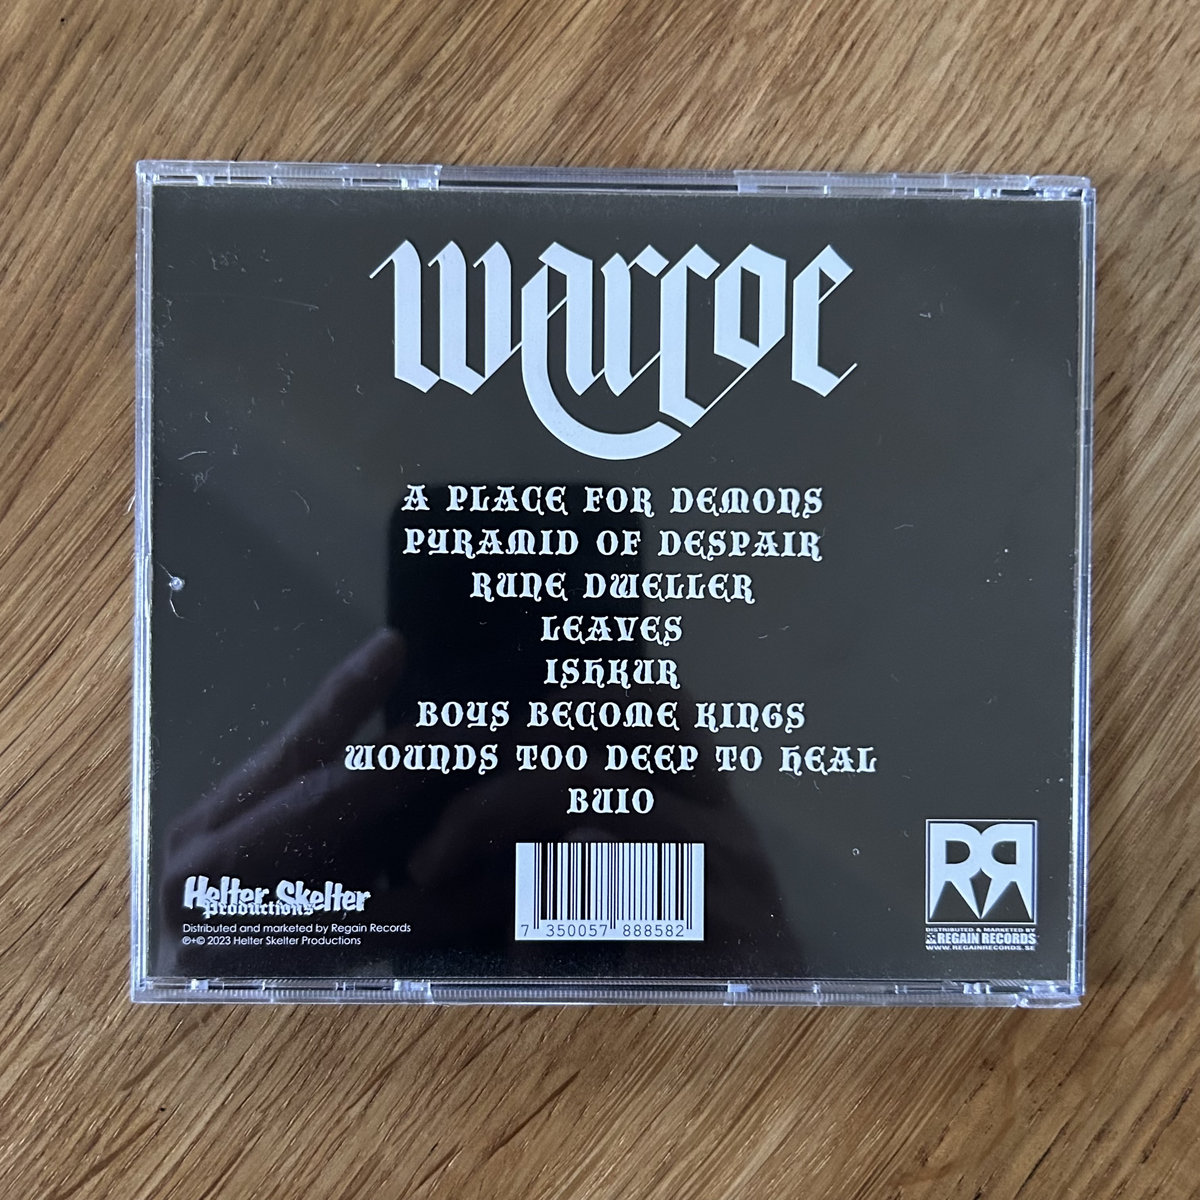 Warcoe
A PLACE FOR DEMONS
PYRAMID OF DESPAIR
RUNE DWELLER
LEAVES
ISHKUR
BOYS BECOME KINGS
WOUNDS TOO DEEP TO HEAL
BUIO
Helter Skelter
Productions
Distributed and marketed by Regain Records
℗+© 2023 Helter Skelter Productions
7 350057 888582
RR
DISTRIBUTED & MARKETED BY
REGAIN RECORDS
WWW.REGAINRECORDS.SE